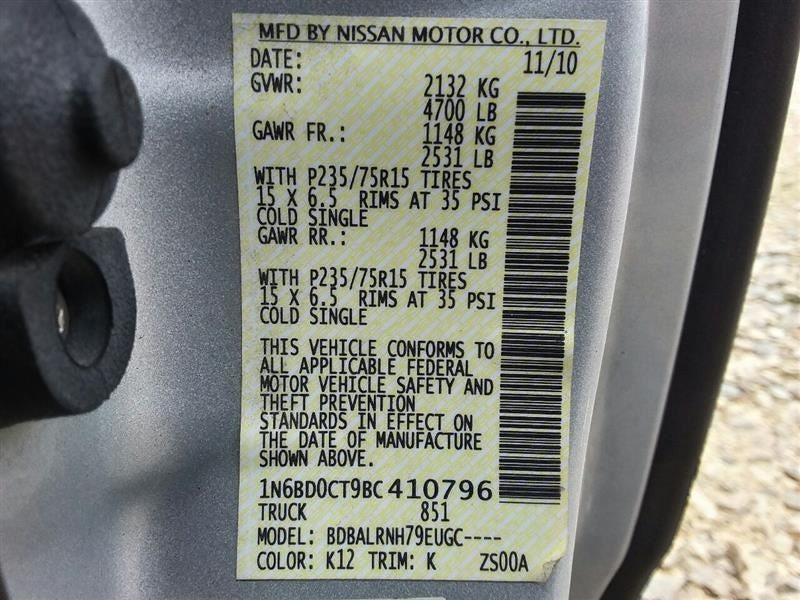 MFD BY NISSAN MOTOR CO., LTD.
DATE: 11/10
GVWR: 2132 KG
4700 LB
GAWR FR.: 1148 KG
2531 LB
WITH P235/75R15 TIRES
15 X 6.5 RIMS AT 35 PSI
COLD SINGLE
GAWR RR.: 1148 KG
2531 LB
WITH P235/75R15 TIRES
15 X 6.5 RIMS AT 35 PSI
COLD SINGLE
THIS VEHICLE CONFORMS TO
ALL APPLICABLE FEDERAL
MOTOR VEHICLE SAFETY AND
THEFT PREVENTION
STANDARDS IN EFFECT ON
THE DATE OF MANUFACTURE
SHOWN ABOVE.
1N6BD0CT9BC410796
TRUCK 851
MODEL: BDBALRNH79EUGC----
COLOR: K12 TRIM: K ZS00A